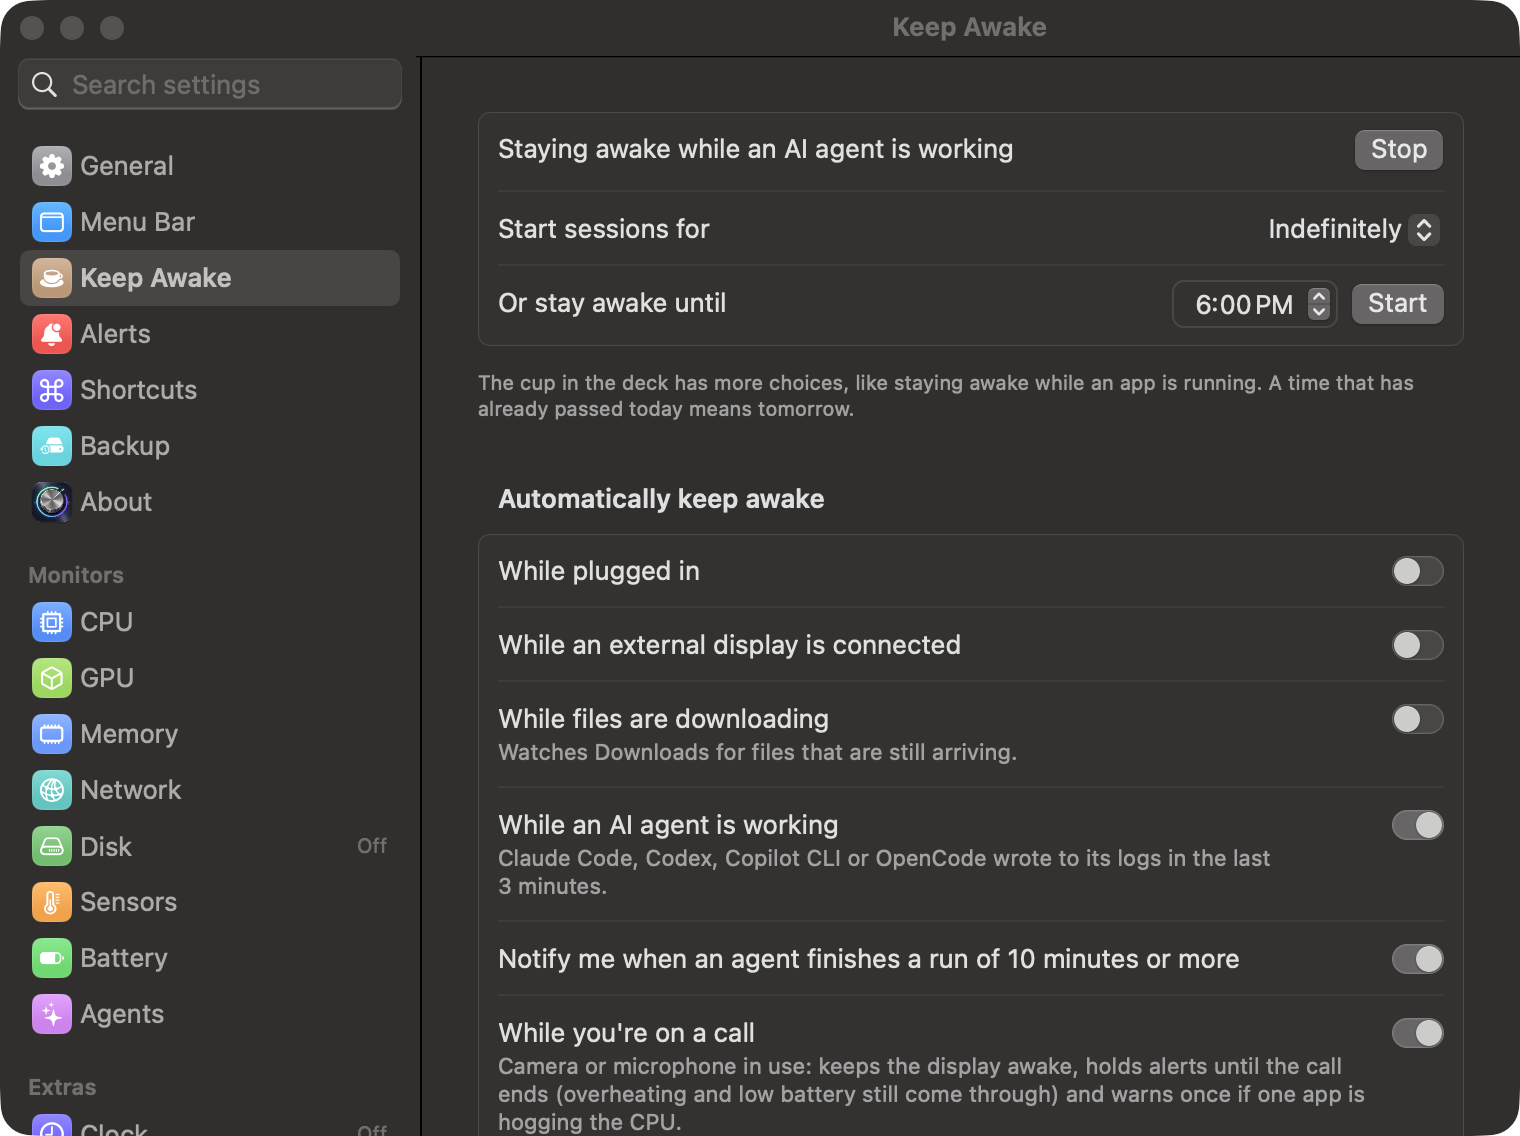 Keep Awake
Search settings
General
Menu Bar
Keep Awake
Alerts
Shortcuts
Backup
About
Monitors
CPU
GPU
Memory
Network
Disk Off
Sensors
Battery
Agents
Extras
Clock Off
Staying awake while an AI agent is working Stop
Start sessions for Indefinitely
Or stay awake until 6:00 PM Start
The cup in the deck has more choices, like staying awake while an app is running. A time that has
already passed today means tomorrow.
Automatically keep awake
While plugged in
While an external display is connected
While files are downloading
Watches Downloads for files that are still arriving.
While an AI agent is working
Claude Code, Codex, Copilot CLI or OpenCode wrote to its logs in the last
3 minutes.
Notify me when an agent finishes a run of 10 minutes or more
While you're on a call
Camera or microphone in use: keeps the display awake, holds alerts until the call
ends (overheating and low battery still come through) and warns once if one app is
hogging the CPU.